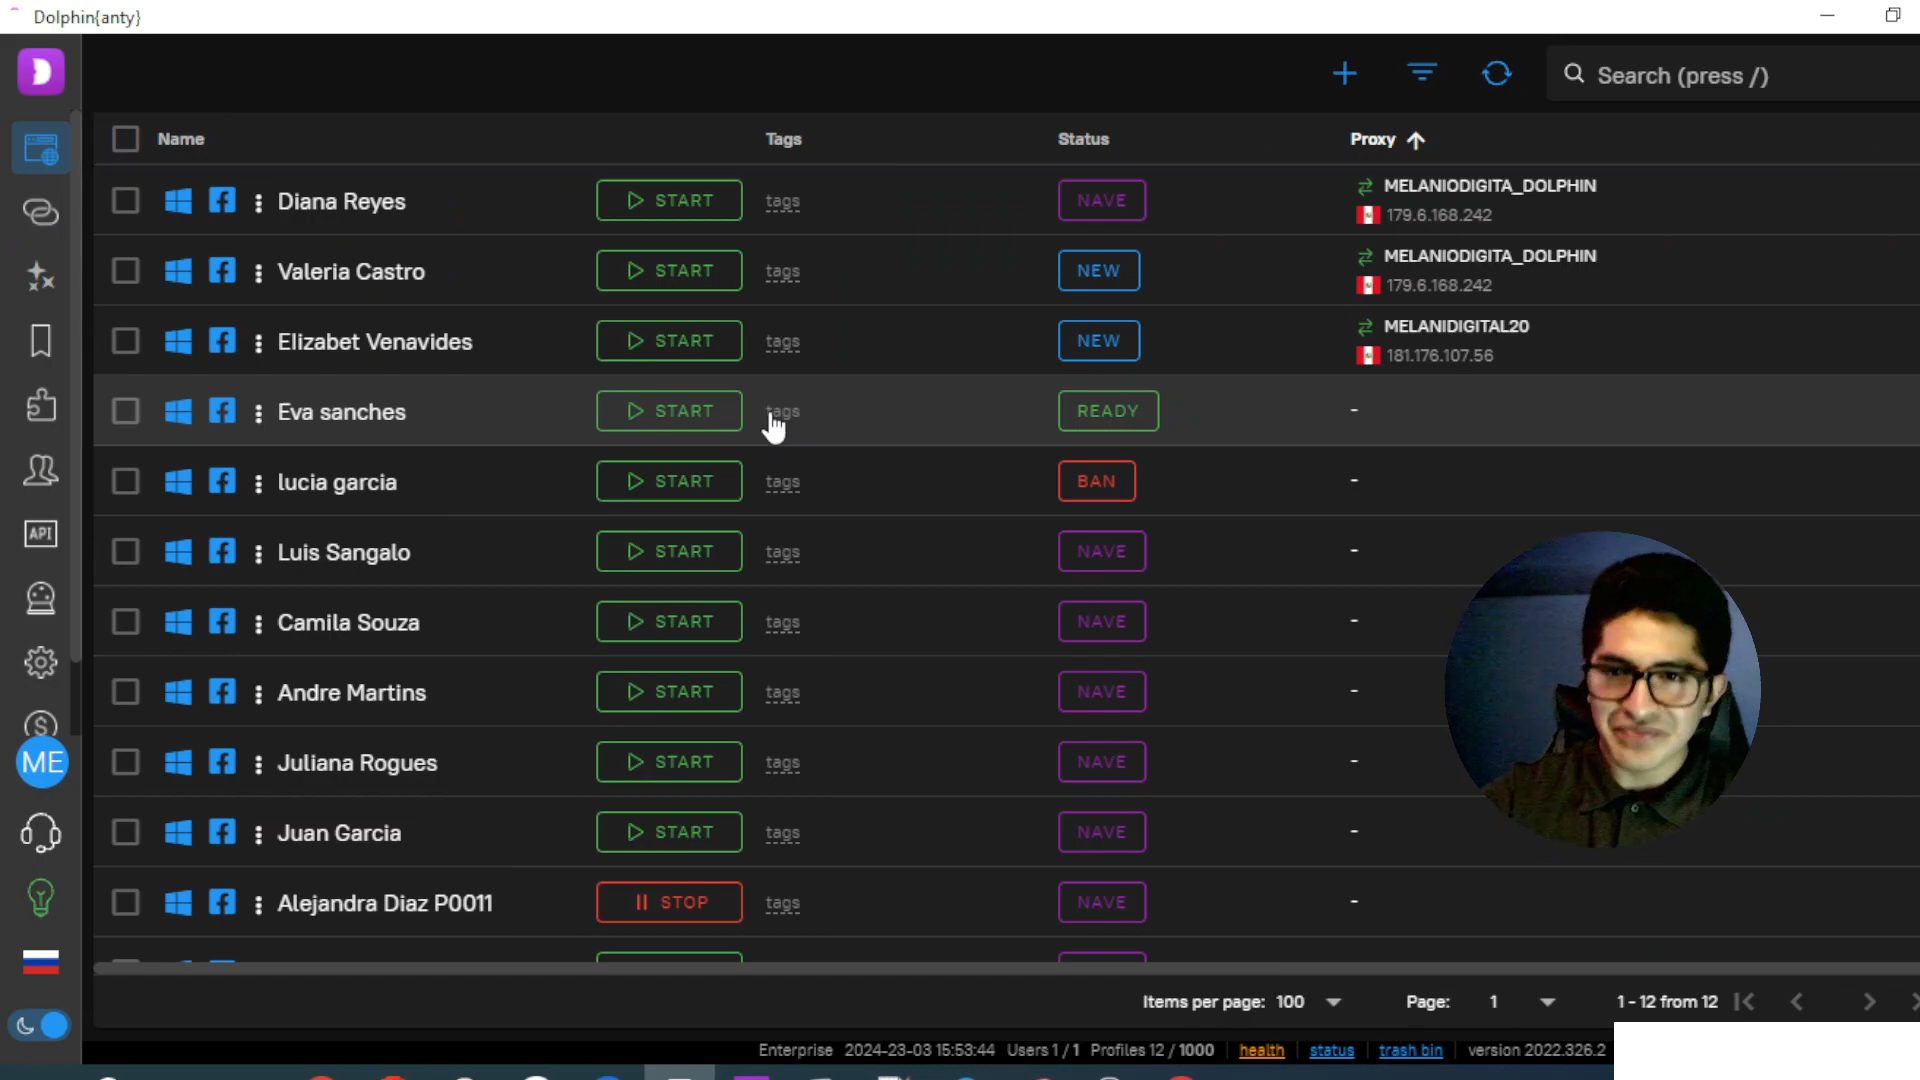 Dolphin{anty}
Search (press /)
Name Tags Status Proxy
Diana Reyes START tags NAVE MELANIODIGITA_DOLPHIN
179.6.168.242
Valeria Castro START tags NEW MELANIODIGITA_DOLPHIN
179.6.168.242
Elizabet Venavides START tags NEW MELANIDIGITAL20
181.176.107.56
Eva sanches START tags READY -
lucia garcia START tags BAN -
Luis Sangalo START tags NAVE -
Camila Souza START tags NAVE -
Andre Martins START tags NAVE -
Juliana Rogues START tags NAVE -
Juan Garcia START tags NAVE -
Alejandra Diaz P0011 STOP tags NAVE -
API
ME
Items per page: 100 Page: 1 1 - 12 from 12
Enterprise 2024-23-03 15:53:44 Users 1 / 1 Profiles 12 / 1000 health status trash bin version 2022.326.2